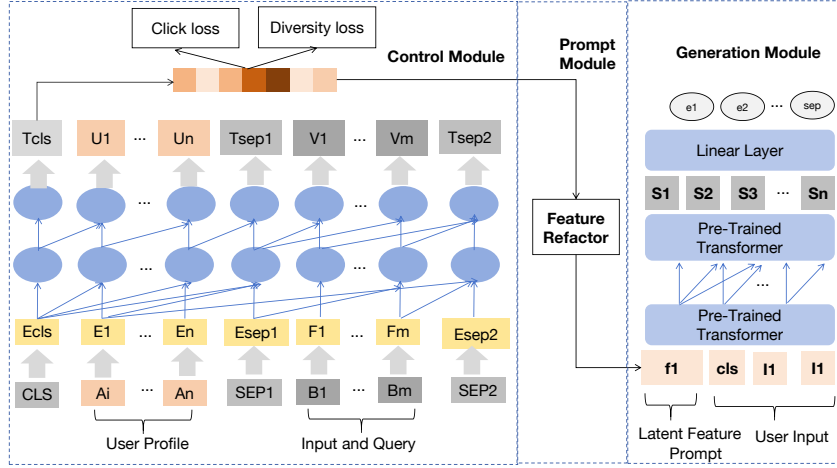 Click loss
Diversity loss
Control Module
Prompt
Module
Generation Module
e1 e2 ... sep
Tcls U1 ... Un Tsep1 V1 ... Vm Tsep2
Linear Layer
S1 S2 S3 ... Sn
... ... ...
Feature
Refactor
Pre-Trained
Transformer
... ... ...
...
Ecls E1 ... En Esep1 F1 ... Fm Esep2
Pre-Trained
Transformer
f1 cls I1 I1
CLS Ai ... An SEP1 B1 ... Bm SEP2
User Profile
Input and Query
Latent Feature
Prompt
User Input